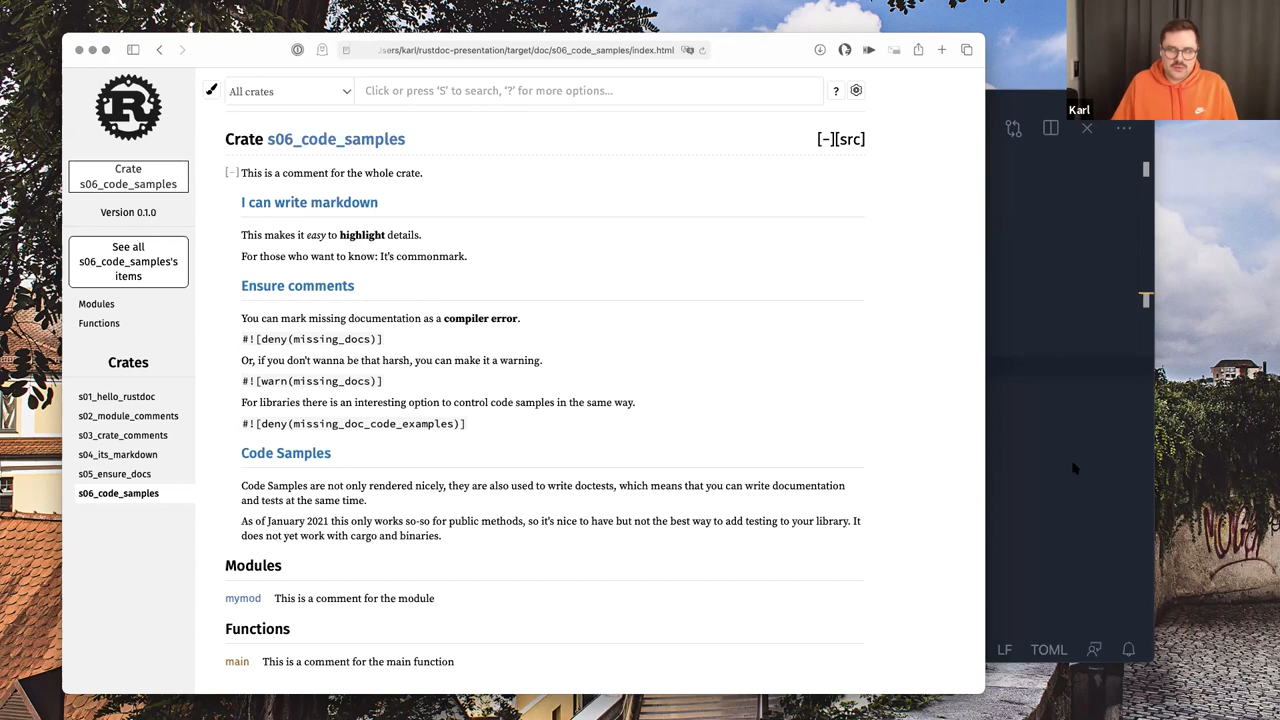 sers/karl/rustdoc-presentation/target/doc/s06_code_samples/index.html
Karl
R
All crates
Click or press 'S' to search, '?' for more options…
?
Crate
s06_code_samples
Version 0.1.0
See all
s06_code_samples's
items
Modules
Functions
Crates
s01_hello_rustdoc
s02_module_comments
s03_crate_comments
s04_its_markdown
s05_ensure_docs
s06_code_samples
Crate s06_code_samples
[-][src]
[-] This is a comment for the whole crate.
I can write markdown
This makes it easy to highlight details.
For those who want to know: It's commonmark.
Ensure comments
You can mark missing documentation as a compiler error.
#![deny(missing_docs)]
Or, if you don't wanna be that harsh, you can make it a warning.
#![warn(missing_docs)]
For libraries there is an interesting option to control code samples in the same way.
#![deny(missing_doc_code_examples)]
Code Samples
Code Samples are not only rendered nicely, they are also used to write doctests, which means that you can write documentation
and tests at the same time.
As of January 2021 this only works so-so for public methods, so it's nice to have but not the best way to add testing to your library. It
does not yet work with cargo and binaries.
Modules
mymod This is a comment for the module
Functions
main This is a comment for the main function
LF TOML